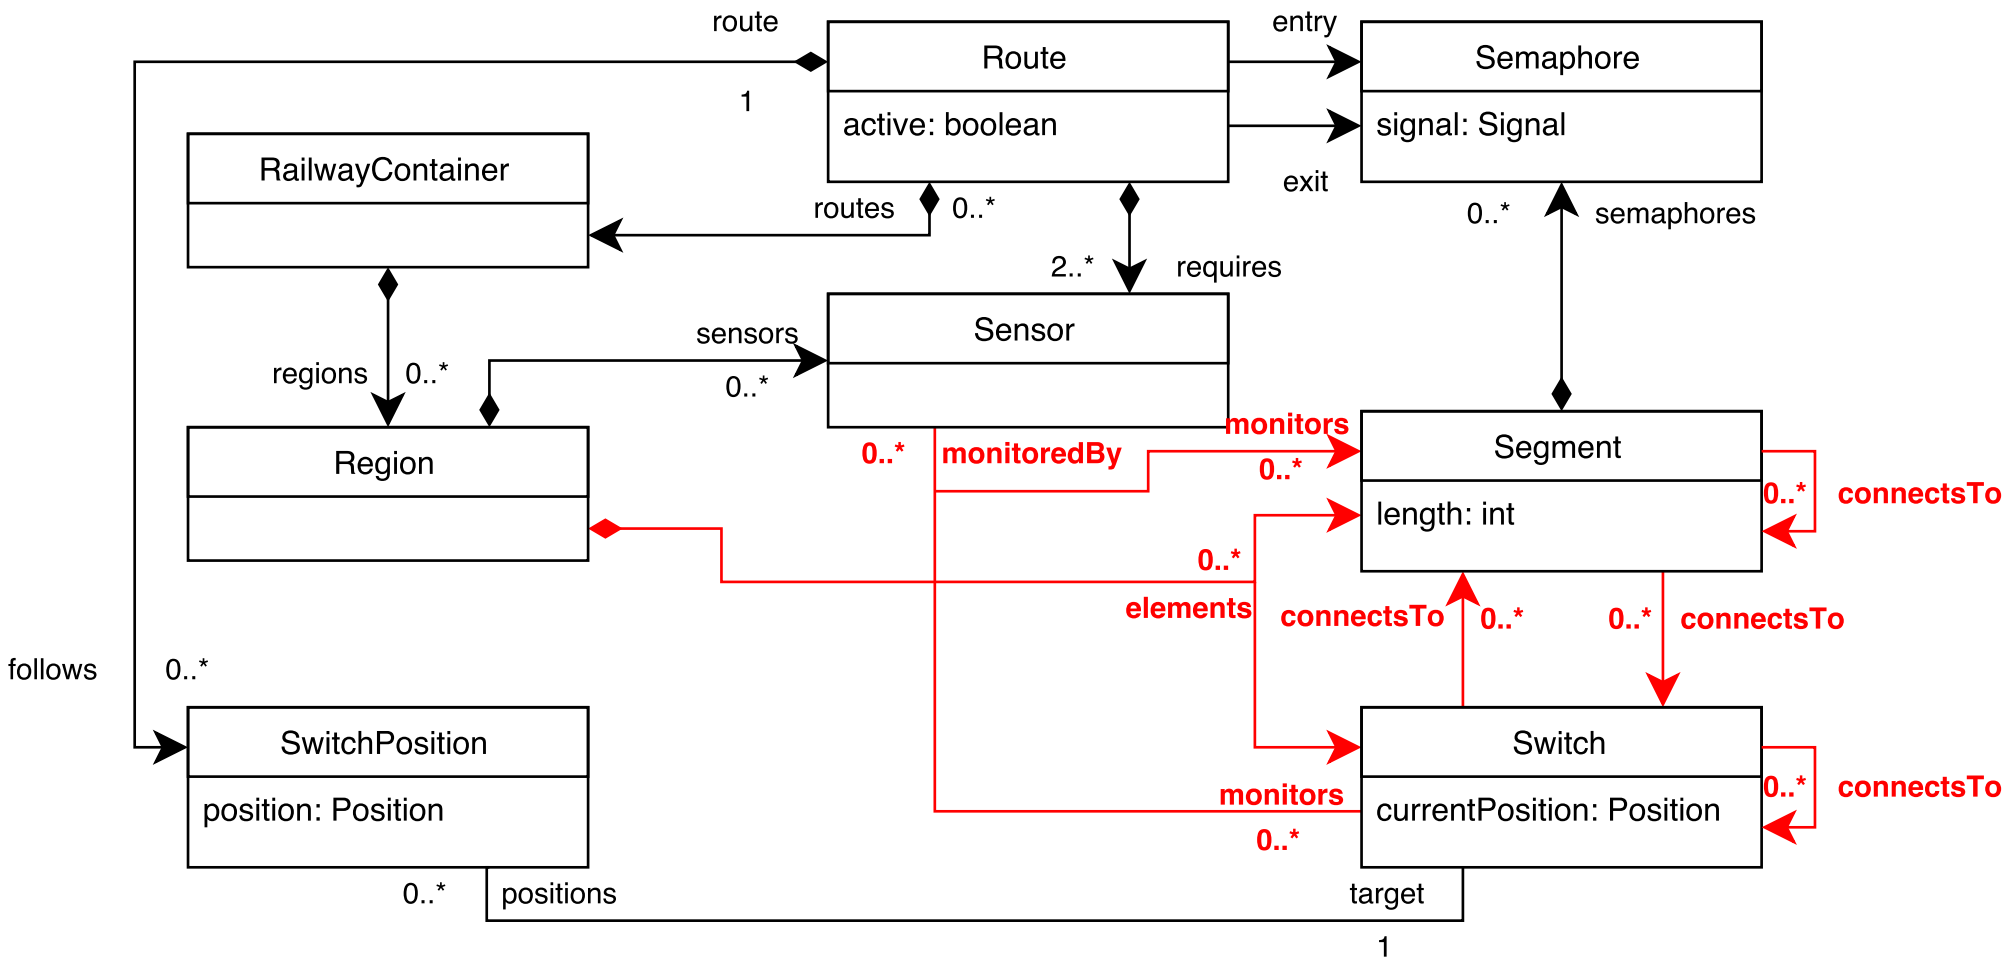 route
entry
Route
Semaphore
1
active: boolean
signal: Signal
RailwayContainer
exit
routes
0..*
0..*
semaphores
2..*
requires
sensors
Sensor
regions
0..*
0..*
monitors
0..*
monitoredBy
0..*
Segment
Region
0..*
connectsTo
length: int
0..*
elements
connectsTo
0..*
0..*
connectsTo
follows
0..*
SwitchPosition
Switch
0..*
connectsTo
monitors
position: Position
currentPosition: Position
0..*
0..*
positions
target
1